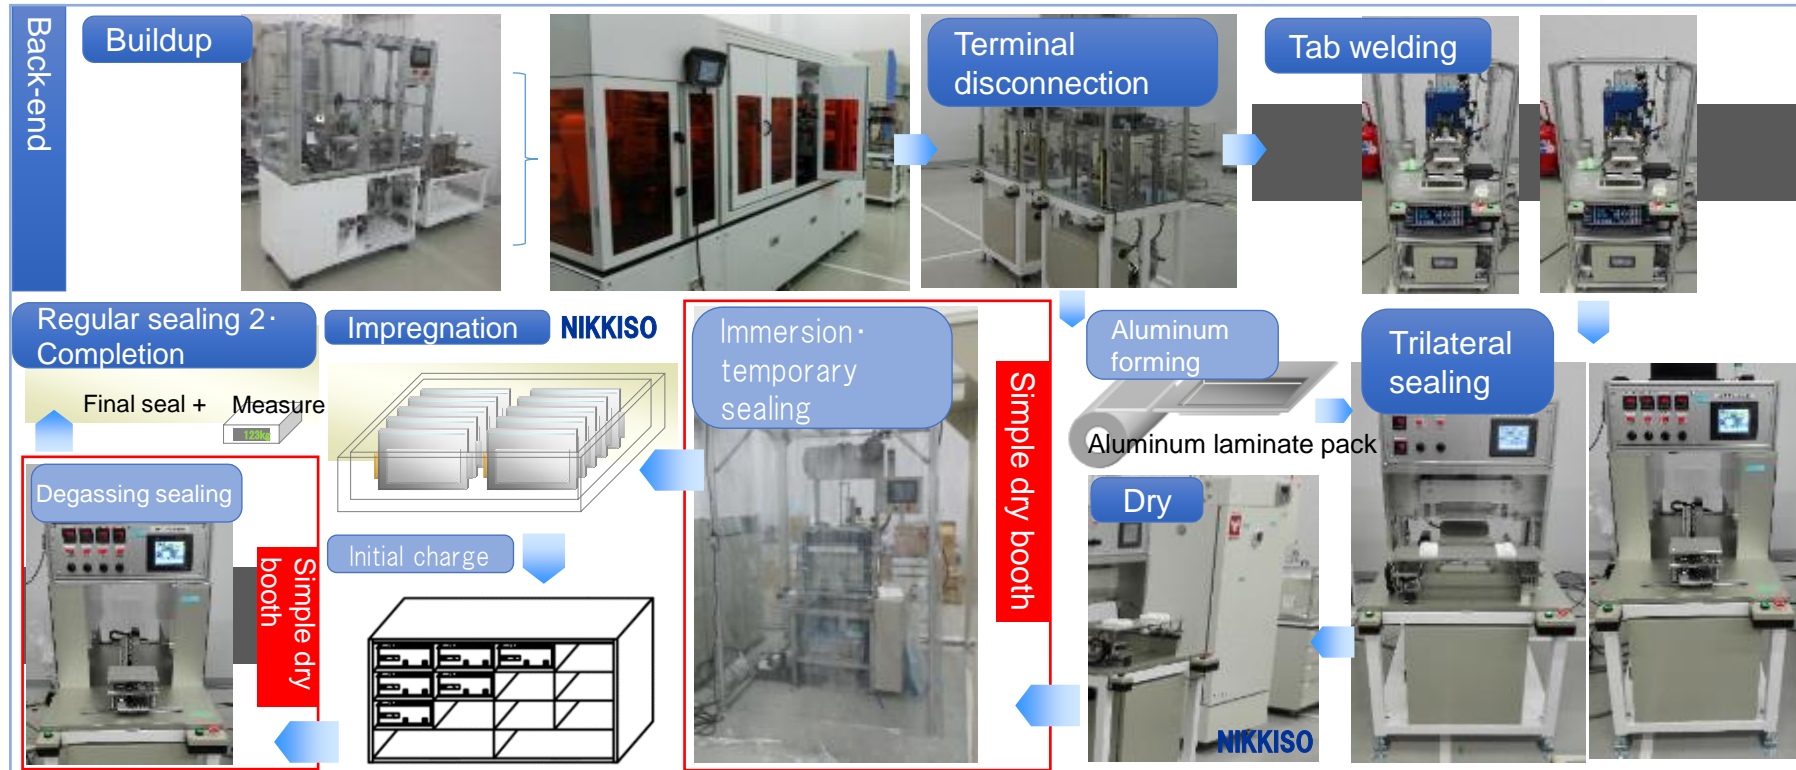 Back-end
Buildup
Terminal
disconnection
Tab welding
Regular sealing 2･
Completion
Final seal +
Measure
123kg
Impregnation
NIKKISO
Immersion･
temporary
sealing
Simple dry booth
Aluminum
forming
Aluminum laminate pack
Trilateral
sealing
Degassing sealing
Simple dry
booth
Initial charge
Dry
NIKKISO